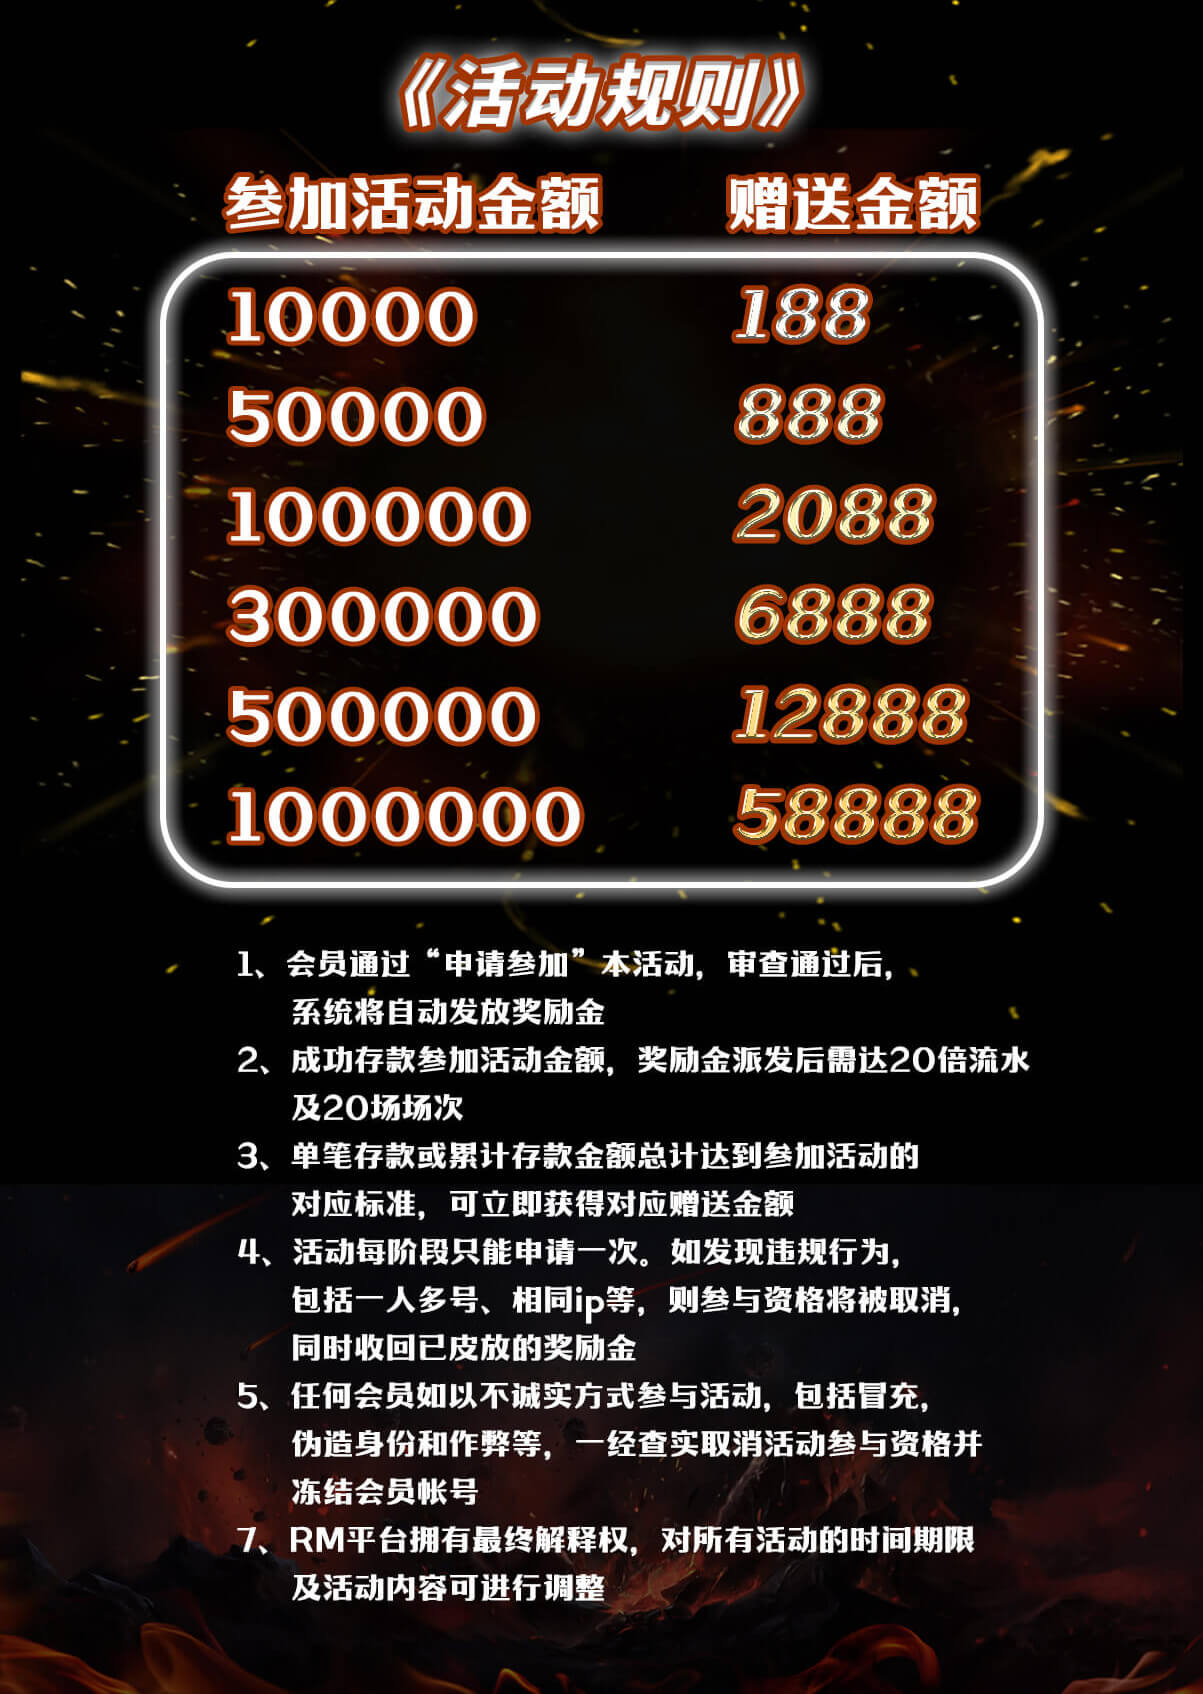 《活动规则》
参加活动金额 赠送金额
10000 188
50000 888
100000 2088
300000 6888
500000 12888
1000000 58888
1、会员通过“申请参加”本活动，审查通过后，
系统将自动发放奖励金
2、成功存款参加活动金额，奖励金派发后需达20倍流水
及20场场次
3、单笔存款或累计存款金额总计达到参加活动的
对应标准，可立即获得对应赠送金额
4、活动每阶段只能申请一次。如发现违规行为，
包括一人多号、相同ip等，则参与资格将被取消，
同时收回已皮放的奖励金
5、任何会员如以不诚实方式参与活动，包括冒充，
伪造身份和作弊等，一经查实取消活动参与资格并
冻结会员帐号
7、RM平台拥有最终解释权，对所有活动的时间期限
及活动内容可进行调整